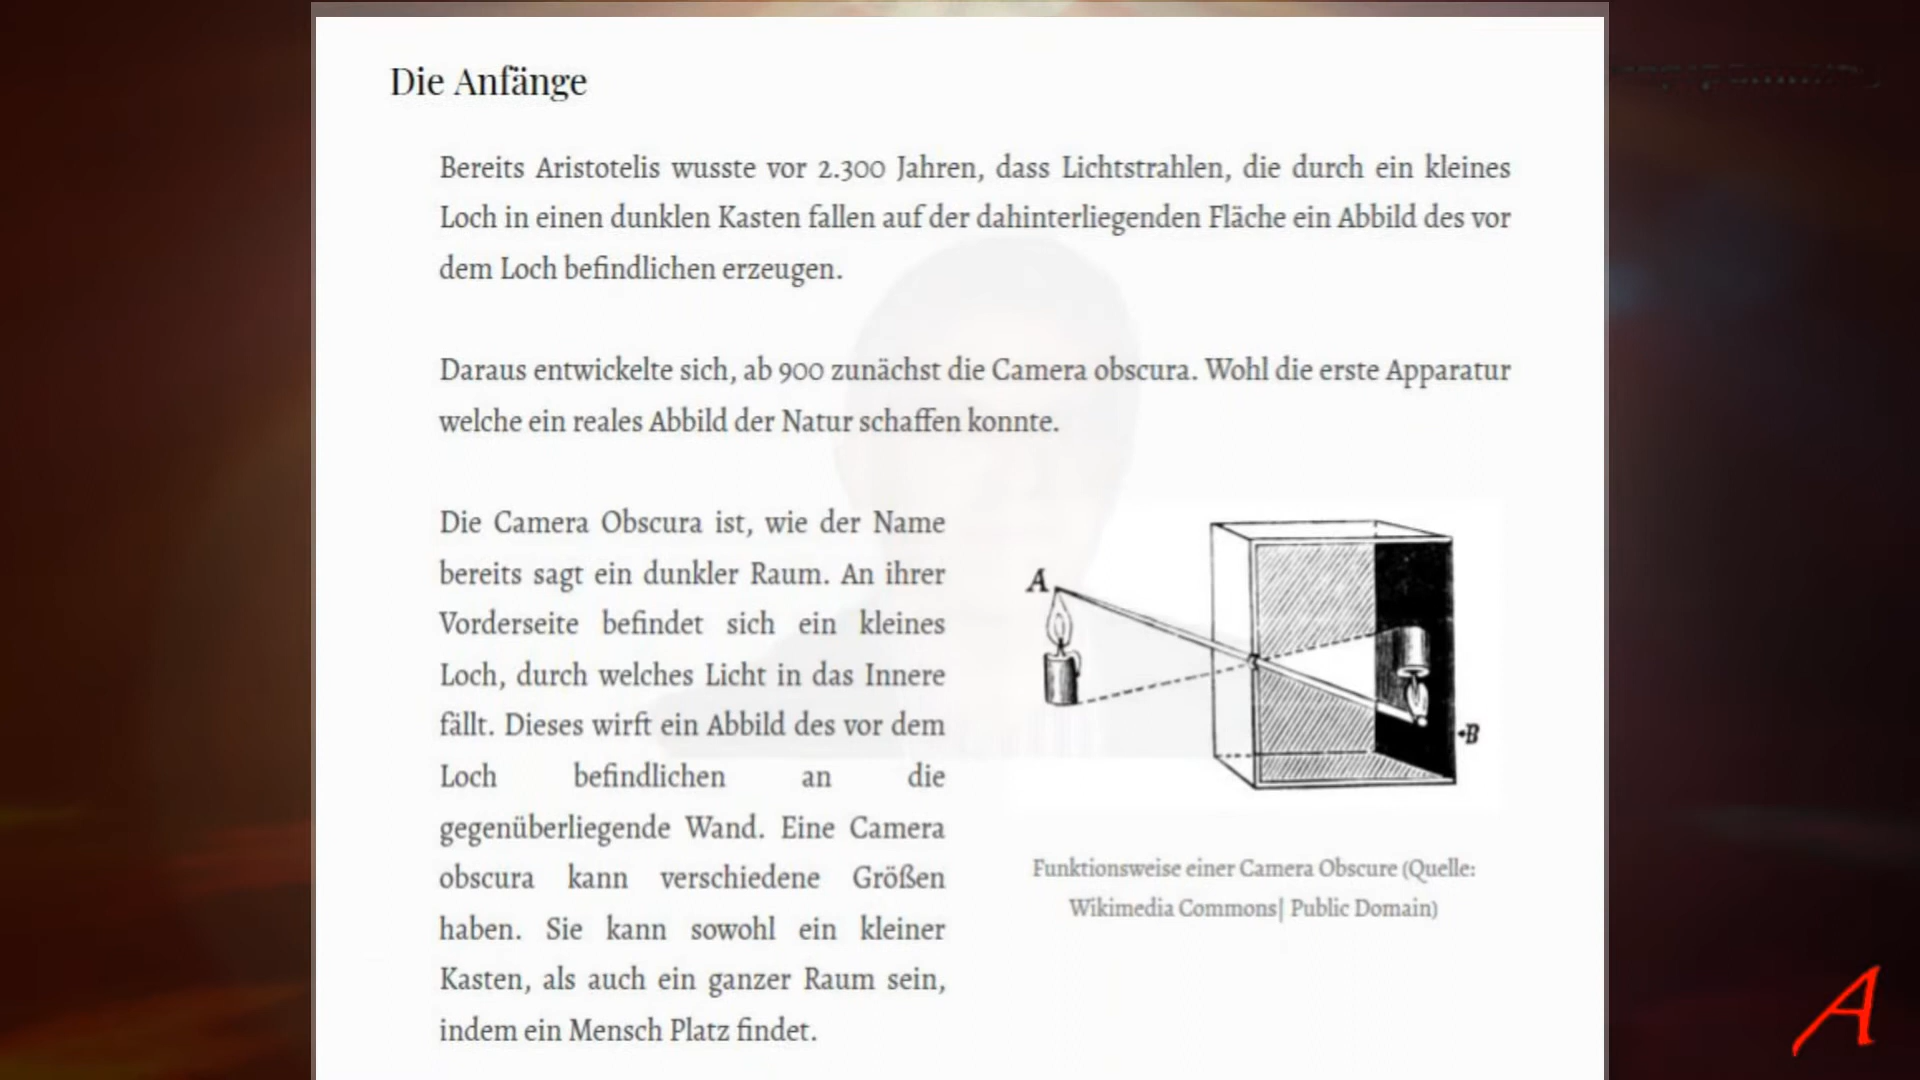 Die Anfänge
Bereits Aristotelis wusste vor 2.300 Jahren, dass Lichtstrahlen, die durch ein kleines
Loch in einen dunklen Kasten fallen auf der dahinterliegenden Fläche ein Abbild des vor
dem Loch befindlichen erzeugen.
Daraus entwickelte sich, ab 900 zunächst die Camera obscura. Wohl die erste Apparatur
welche ein reales Abbild der Natur schaffen konnte.
Die Camera Obscura ist, wie der Name
bereits sagt ein dunkler Raum. An ihrer
Vorderseite befindet sich ein kleines
Loch, durch welches Licht in das Innere
fällt. Dieses wirft ein Abbild des vor dem
Loch befindlichen an die
gegenüberliegende Wand. Eine Camera
obscura kann verschiedene Größen
haben. Sie kann sowohl ein kleiner
Kasten, als auch ein ganzer Raum sein,
indem ein Mensch Platz findet.
A
B
Funktionsweise einer Camera Obscure (Quelle:
Wikimedia Commons| Public Domain)
A